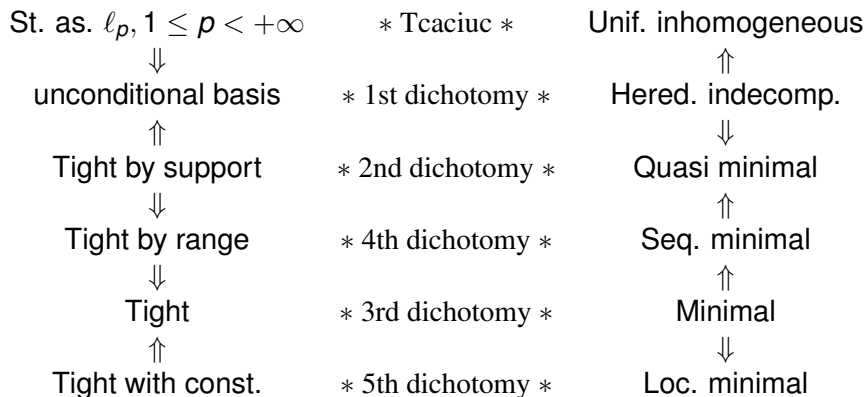 St. as. ℓₚ, 1 ≤ p < +∞ ∗ Tcaciuc ∗ Unif. inhomogeneous
⇓ ⇑
unconditional basis ∗ 1st dichotomy ∗ Hered. indecomp.
⇑ ⇓
Tight by support ∗ 2nd dichotomy ∗ Quasi minimal
⇓ ⇑
Tight by range ∗ 4th dichotomy ∗ Seq. minimal
⇓ ⇑
Tight ∗ 3rd dichotomy ∗ Minimal
⇑ ⇓
Tight with const. ∗ 5th dichotomy ∗ Loc. minimal